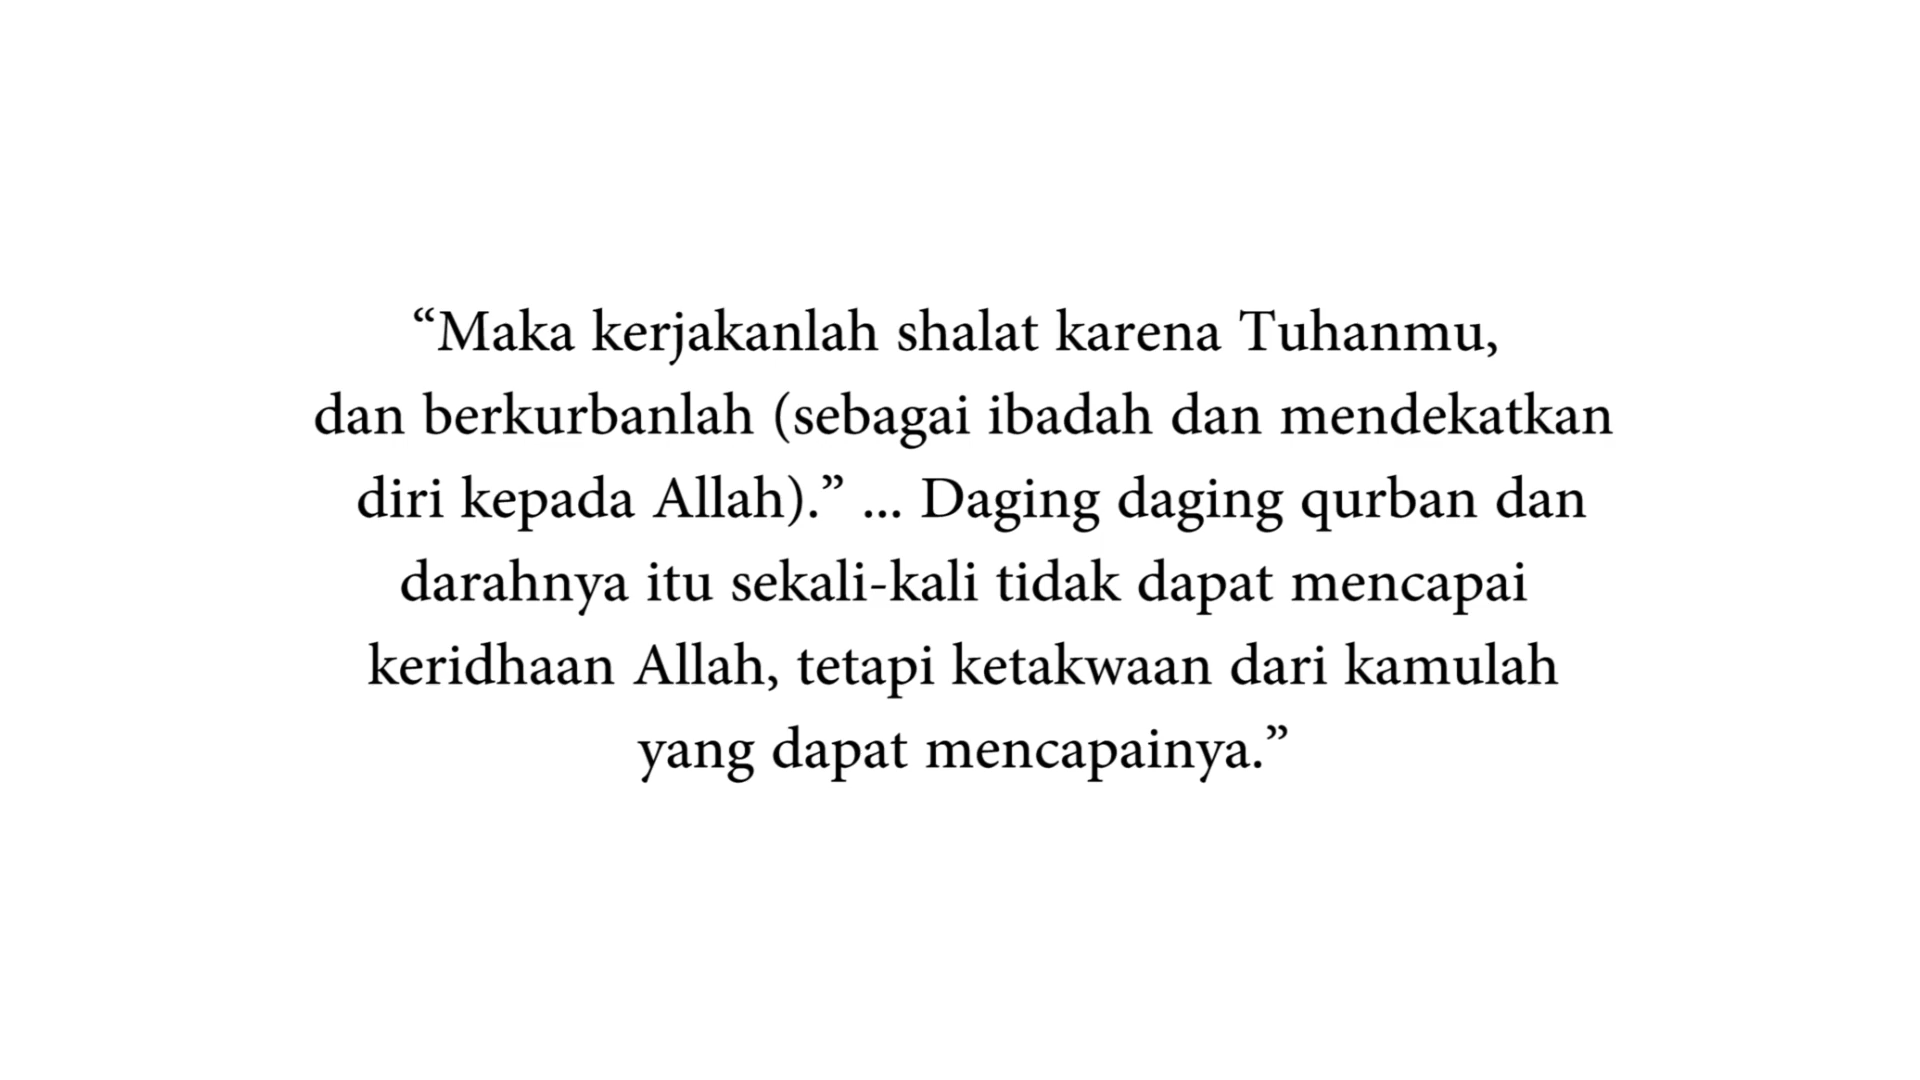 “Maka kerjakanlah shalat karena Tuhanmu,
dan berkurbanlah (sebagai ibadah dan mendekatkan
diri kepada Allah).” ... Daging daging qurban dan
darahnya itu sekali-kali tidak dapat mencapai
keridhaan Allah, tetapi ketakwaan dari kamulah
yang dapat mencapainya.”